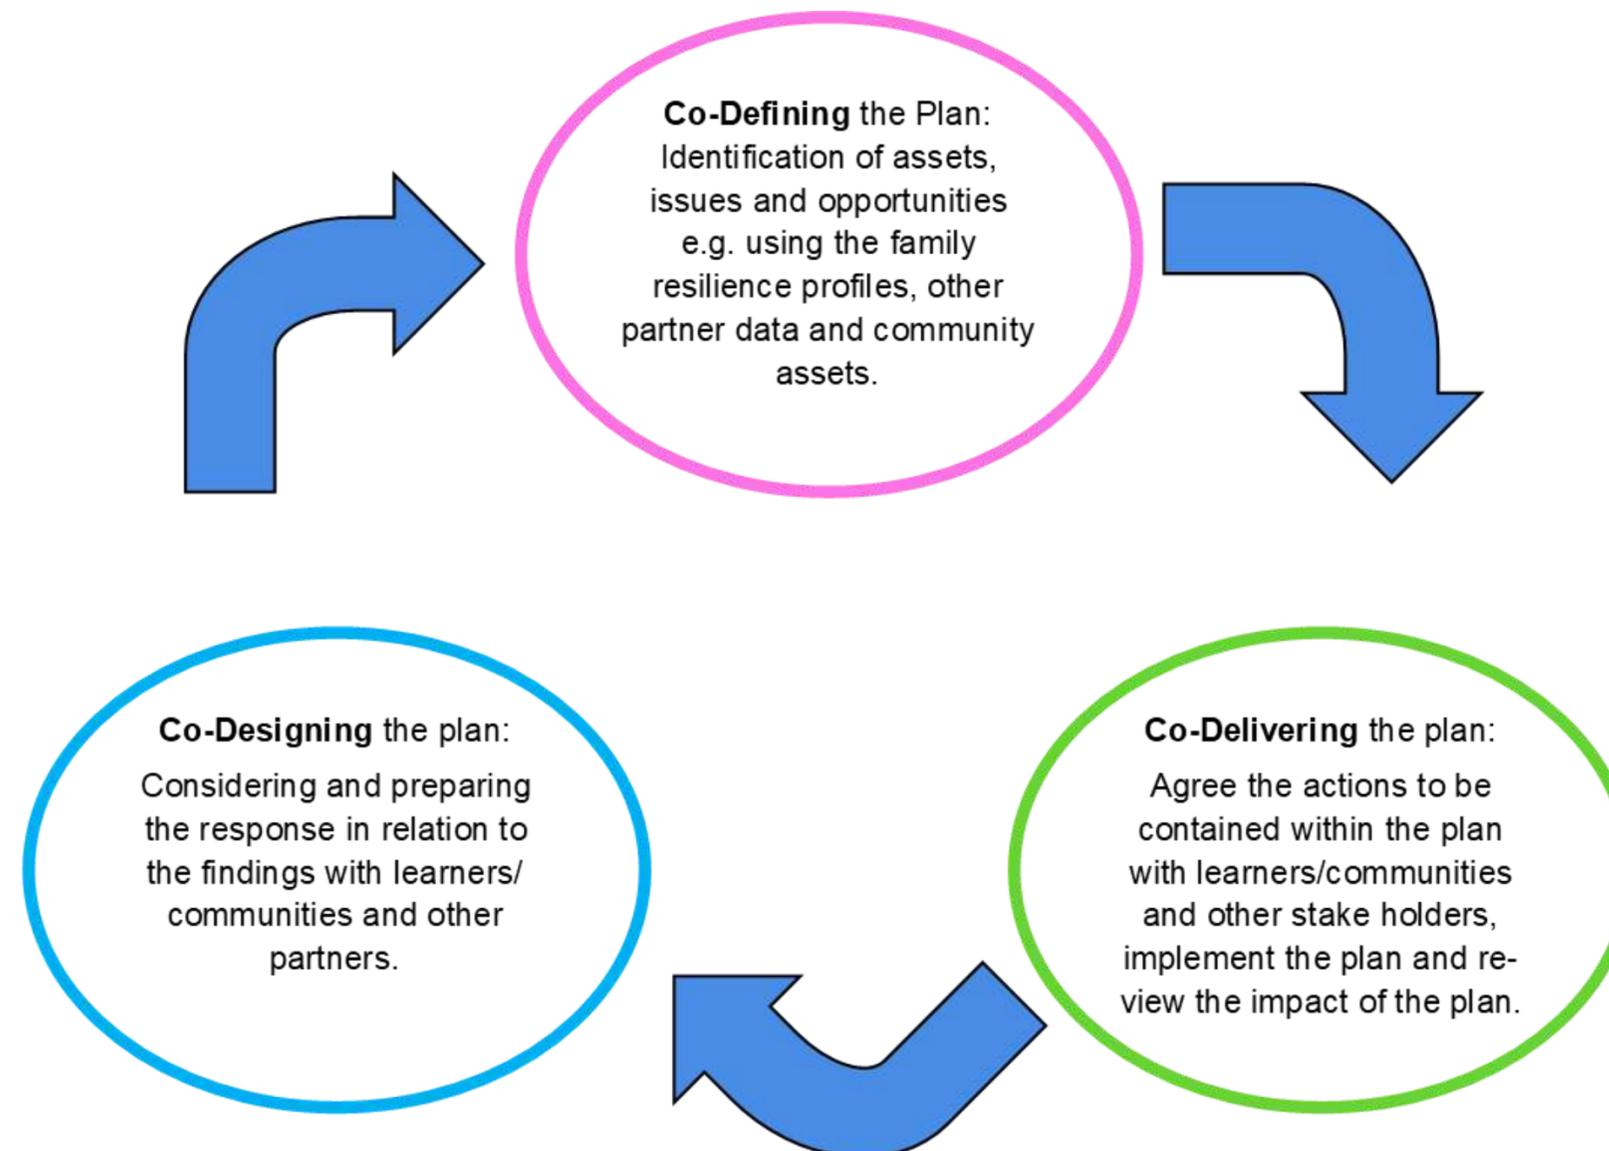 Co-Defining the Plan:
Identification of assets,
issues and opportunities
e.g. using the family
resilience profiles, other
partner data and community
assets.
Co-Designing the plan:
Considering and preparing
the response in relation to
the findings with learners/
communities and other
partners.
Co-Delivering the plan:
Agree the actions to be
contained within the plan
with learners/communities
and other stake holders,
implement the plan and re-
view the impact of the plan.